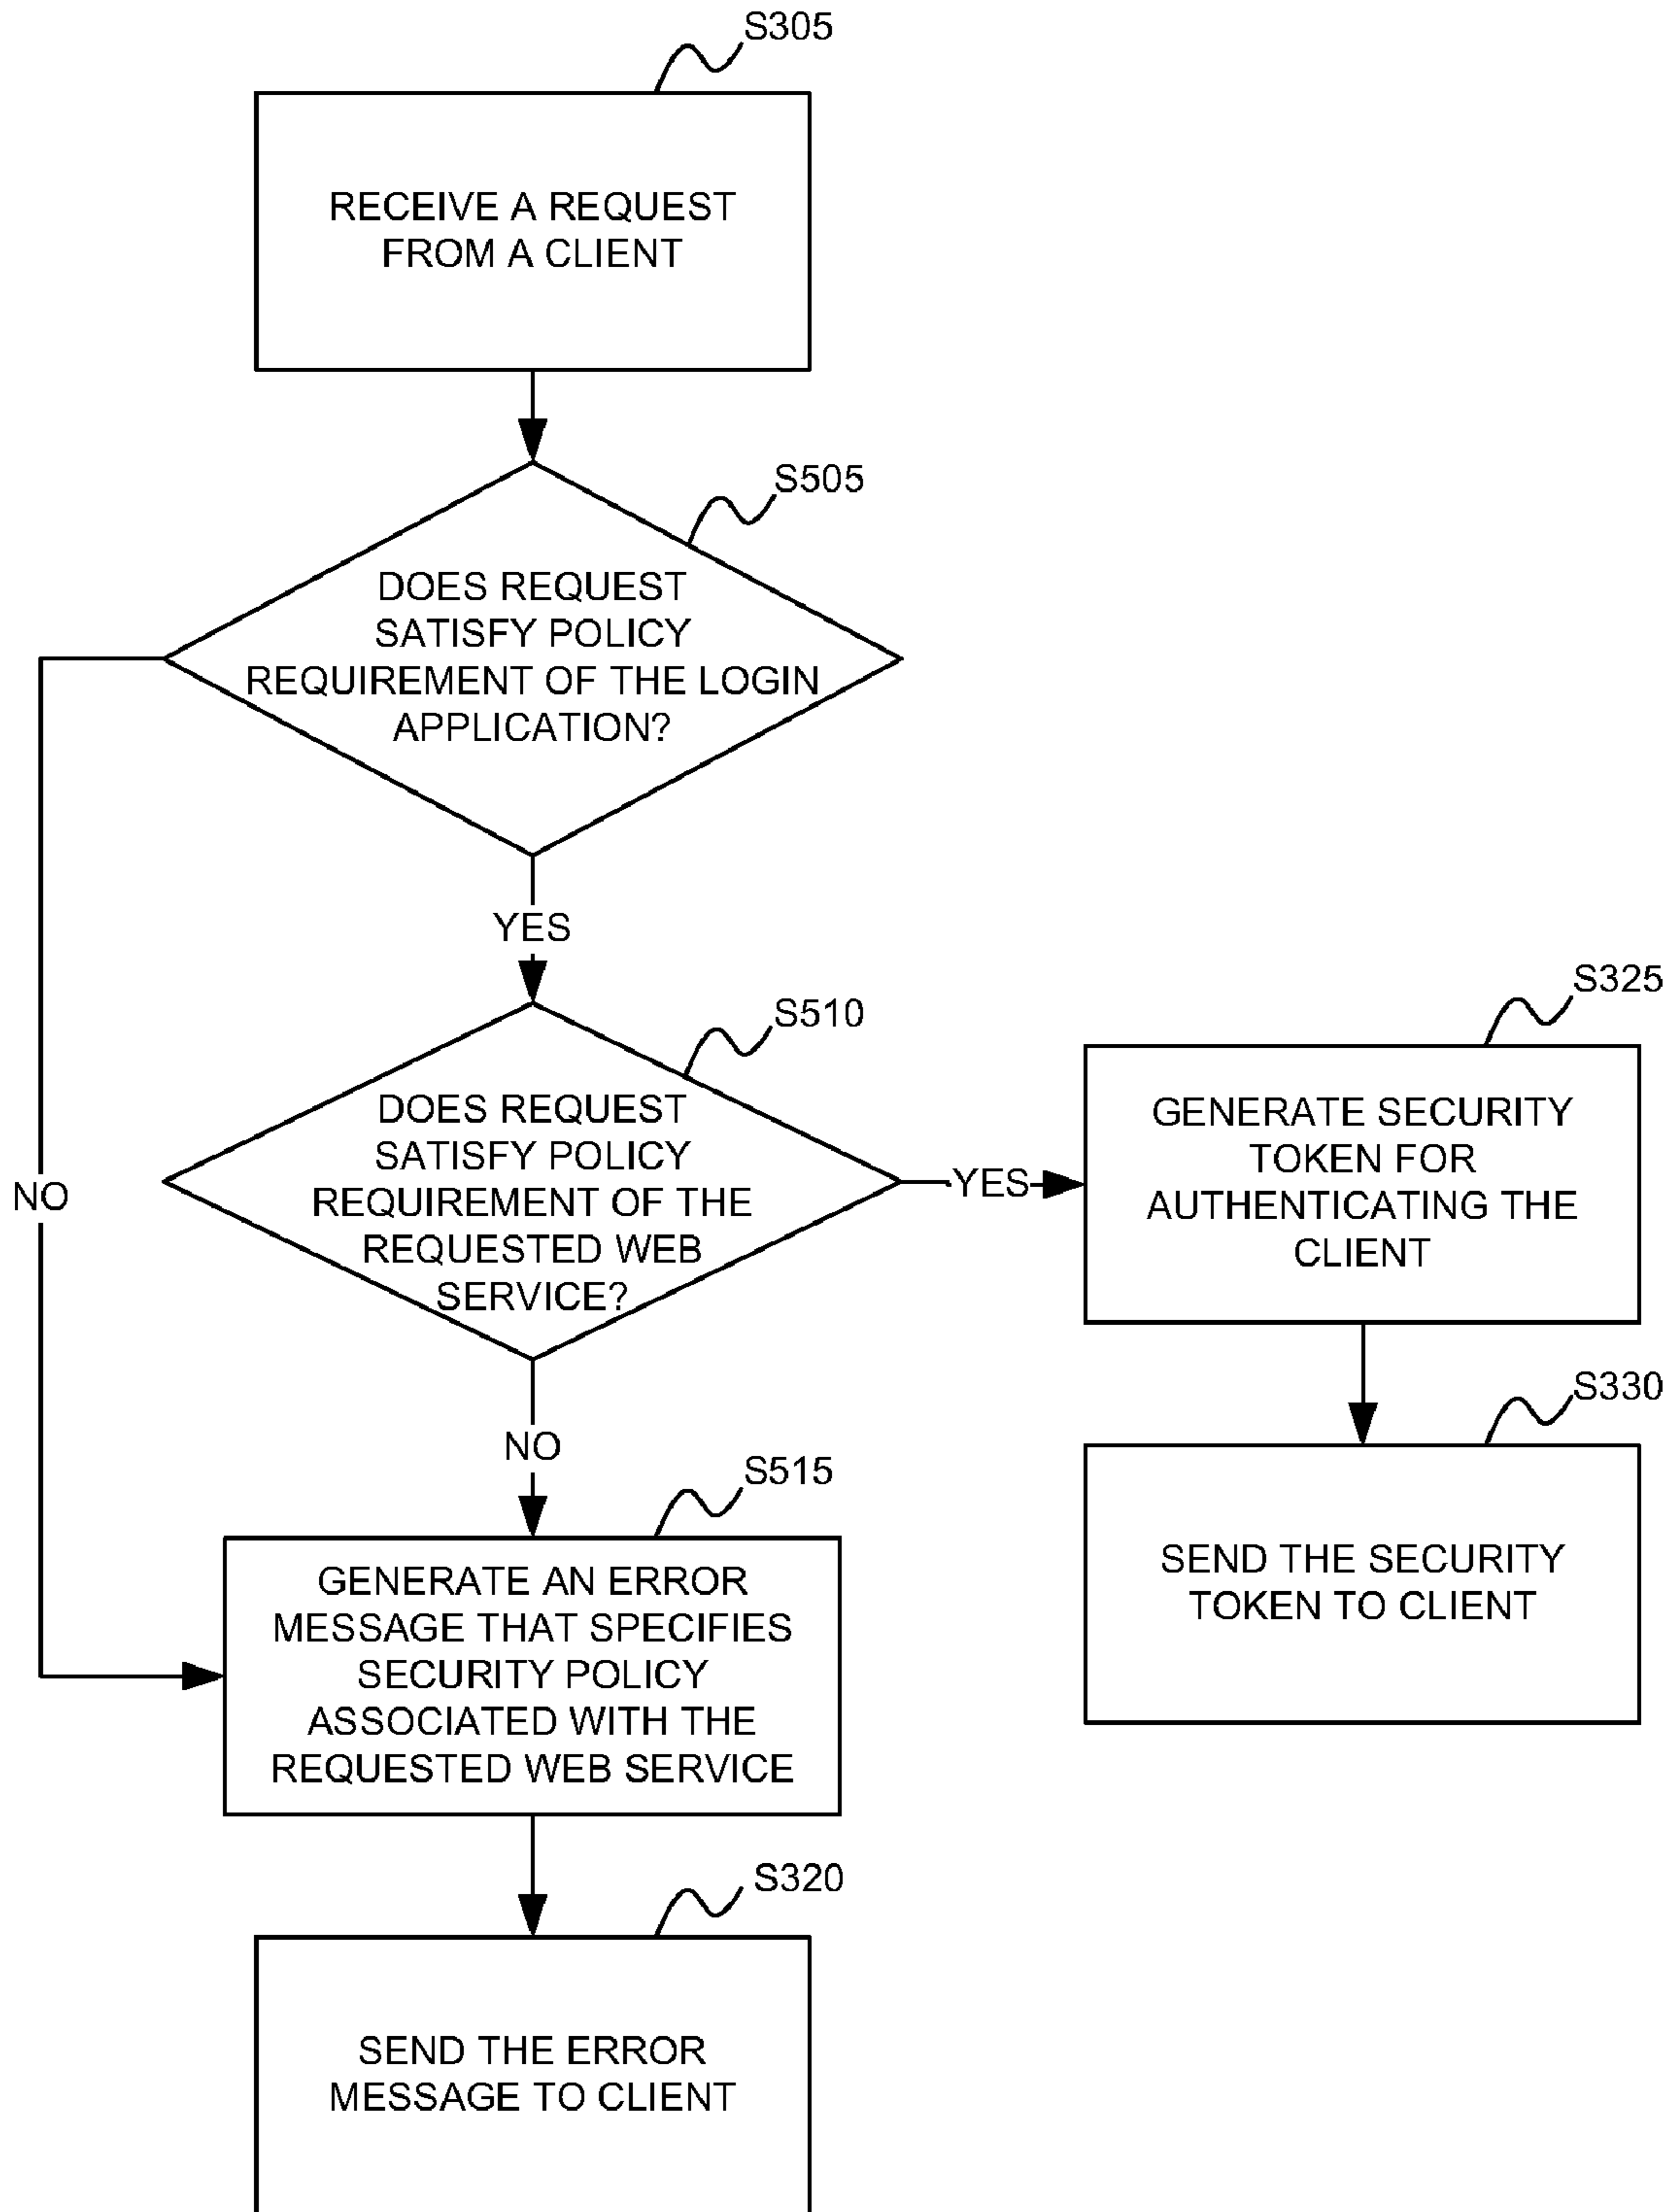 S305
RECEIVE A REQUEST
FROM A CLIENT
S505
DOES REQUEST
SATISFY POLICY
REQUIREMENT OF THE LOGIN
APPLICATION?
YES
S510
DOES REQUEST
SATISFY POLICY
REQUIREMENT OF THE
REQUESTED WEB
SERVICE?
YES
S325
GENERATE SECURITY
TOKEN FOR
AUTHENTICATING THE
CLIENT
NO
S330
SEND THE SECURITY
TOKEN TO CLIENT
NO
S515
GENERATE AN ERROR
MESSAGE THAT SPECIFIES
SECURITY POLICY
ASSOCIATED WITH THE
REQUESTED WEB SERVICE
S320
SEND THE ERROR
MESSAGE TO CLIENT